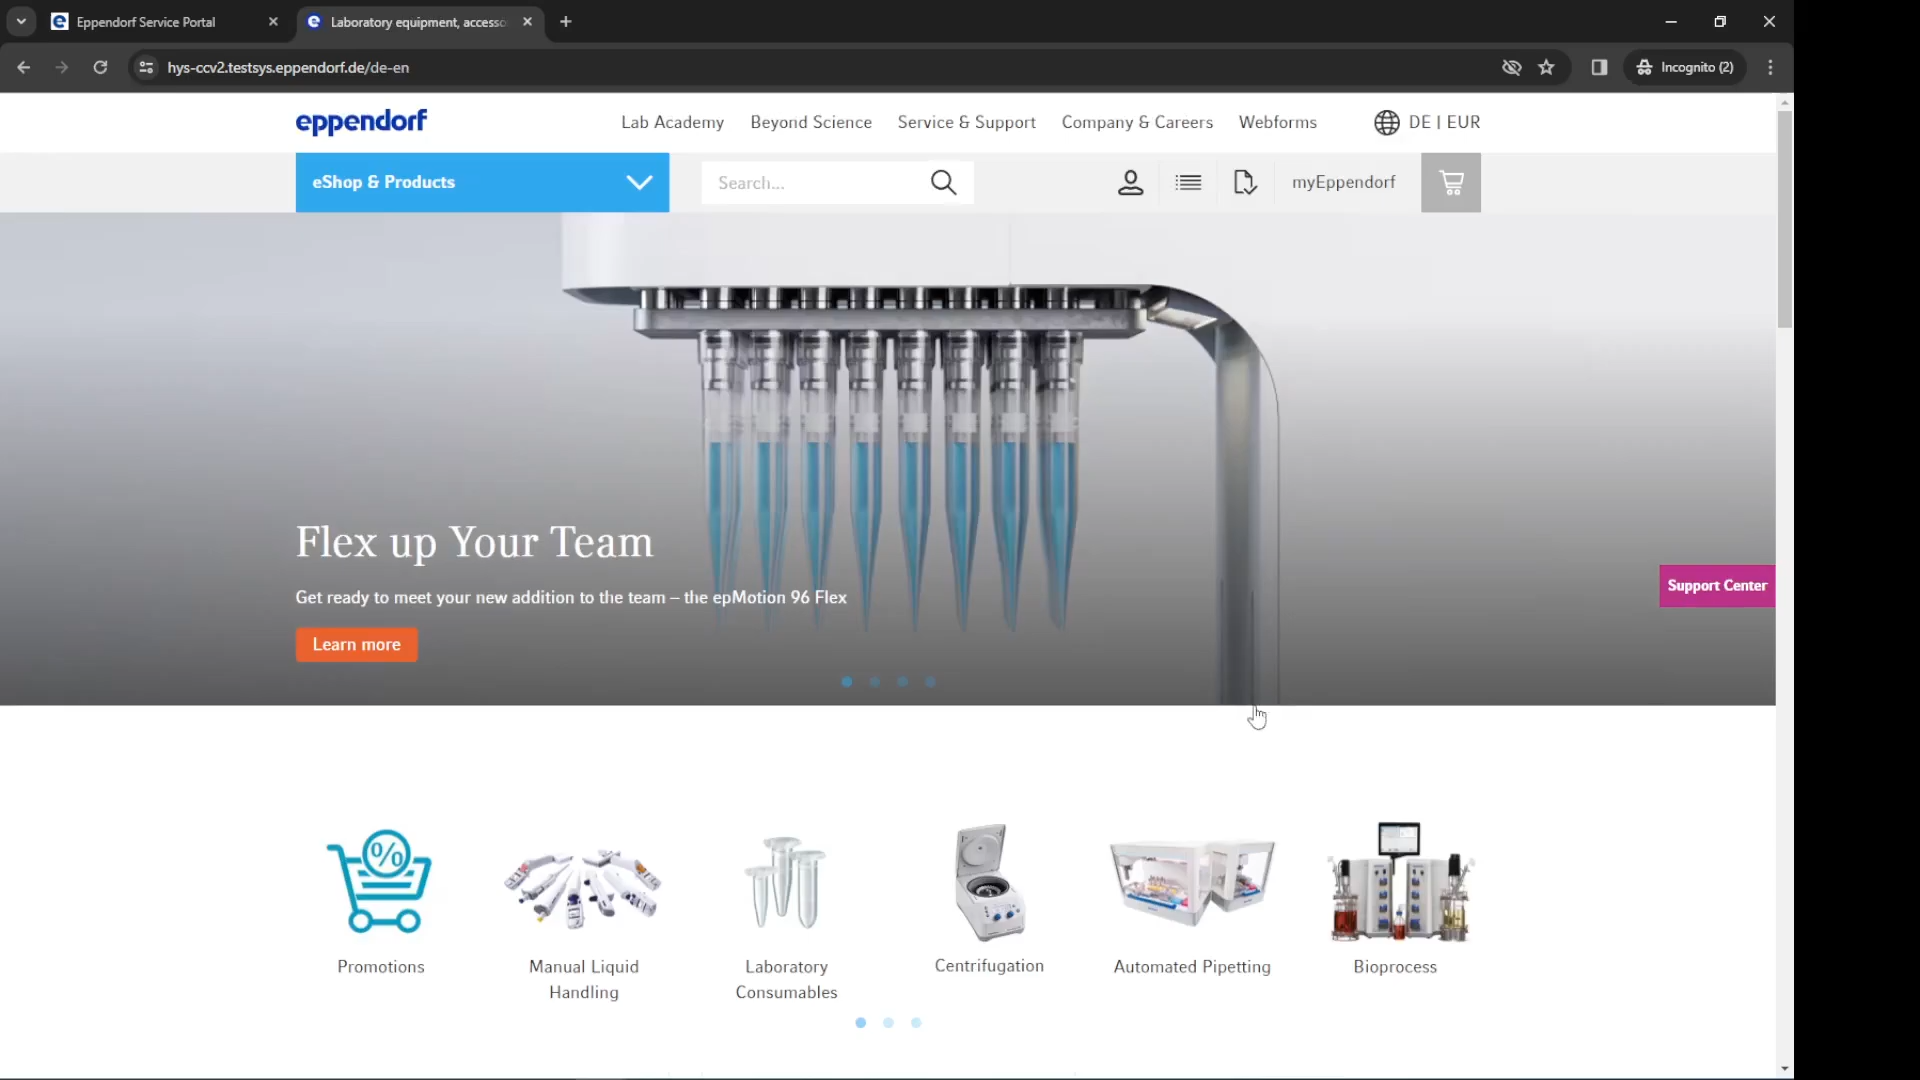 Eppendorf Service Portal
Laboratory equipment, accesso
hys-ccv2.testsys.eppendorf.de/de-en
Incognito (2)
eppendorf
Lab Academy
Beyond Science
Service & Support
Company & Careers
Webforms
DE | EUR
eShop & Products
Search...
myEppendorf
Flex up Your Team
Get ready to meet your new addition to the team – the epMotion 96 Flex
Learn more
Support Center
%
Promotions
Manual Liquid
Handling
Laboratory
Consumables
Centrifugation
Automated Pipetting
Bioprocess